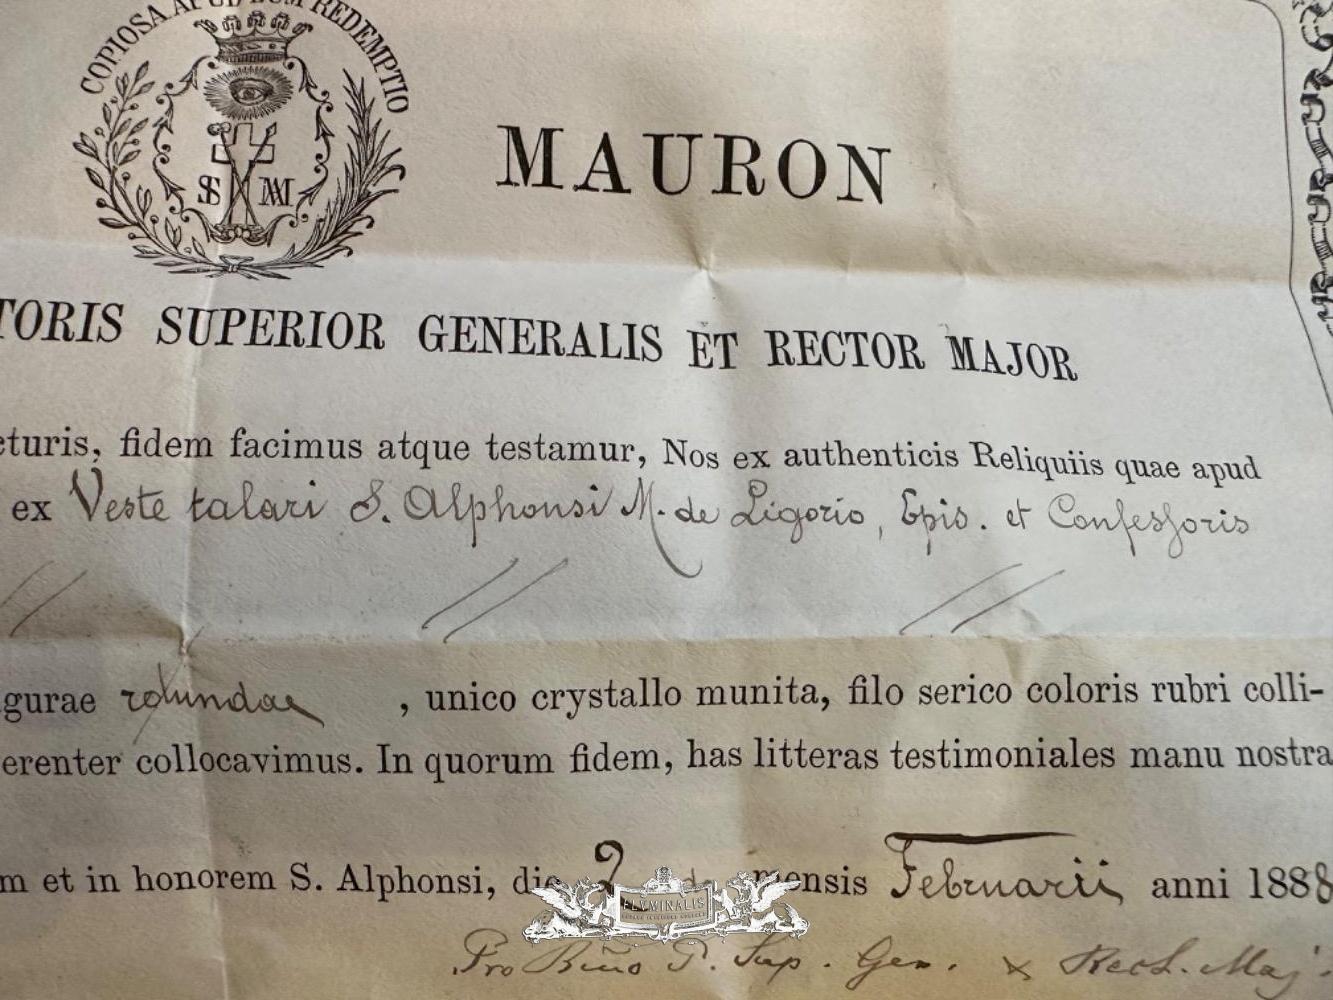 COPIOSA APUD EUM REDEMPTIO
MAURON
TORIS SUPERIOR GENERALIS ET RECTOR MAJOR
eturis, fidem facimus atque testamur, Nos ex authenticis Reliquiis quae apud
ex Veste talari S. Alphonsi M. de Ligorio, Epis. et Confessoris
gurae rotundae , unico crystallo munita, filo serico coloris rubri colli-
erenter collocavimus. In quorum fidem, has litteras testimoniales manu nostra
m et in honorem S. Alphonsi, die 2 mensis Februarii anni 1888
FLUMINALIS
Pro Rmo P. Sup. Gen. & Rect. Maj.